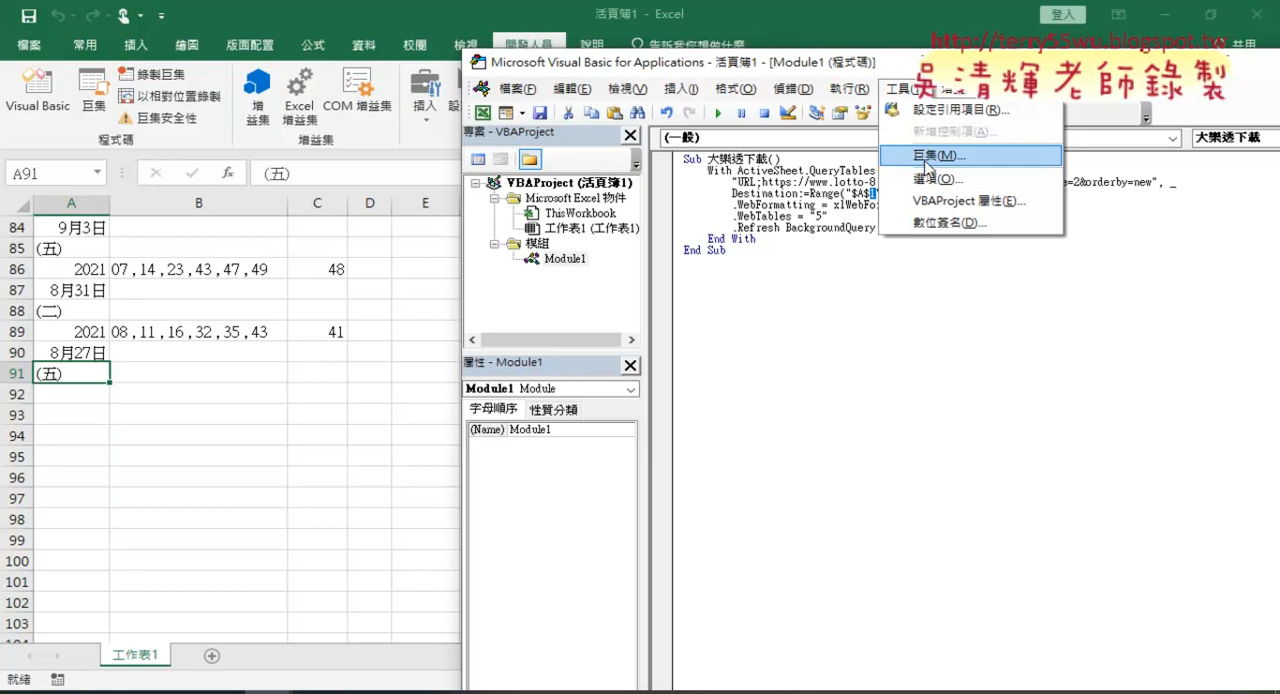 活頁簿1 - Excel
登入
檔案 常用 插入 繪圖 版面配置 公式 資料 校閱 檢視 開發人員 說明 告訴我您想做什麼 共用
http://terry55wu.blogspot.tw
吳清輝老師錄製
Visual Basic
巨集
錄製巨集
以相對位置錄製
巨集安全性
程式碼
增益集
Excel 增益集
COM 增益集
增益集
插入
A91
(五)
A B C D E
84 9月3日
85 (五)
86 2021 07,14,23,43,47,49 48
87 8月31日
88 (二)
89 2021 08,11,16,32,35,43 41
90 8月27日
91 (五)
92
93
94
95
96
97
98
99
100
101
102
103
工作表1
就緒
Microsoft Visual Basic for Applications - 活頁簿1 - [Module1 (程式碼)]
檔案(F) 編輯(E) 檢視(V) 插入(I) 格式(O) 偵錯(D) 執行(R)
專案 - VBAProject
VBAProject (活頁簿1)
Microsoft Excel 物件
ThisWorkbook
工作表1 (工作表1)
模組
Module1
屬性 - Module1
Module1 Module
字母順序 性質分類
(Name) Module1
(一般)
大樂透下載
Sub 大樂透下載()
With ActiveSheet.QueryTables
"URL;https://www.lotto-8 e=2&orderby=new", _
Destination:=Range("$A$1"
.WebFormatting = xlWebFo
.WebTables = "5"
.Refresh BackgroundQuery
End With
End Sub
設定引用項目(R)...
新增控制項(A)...
巨集(M)...
選項(O)...
VBAProject 屬性(E)...
數位簽名(D)...